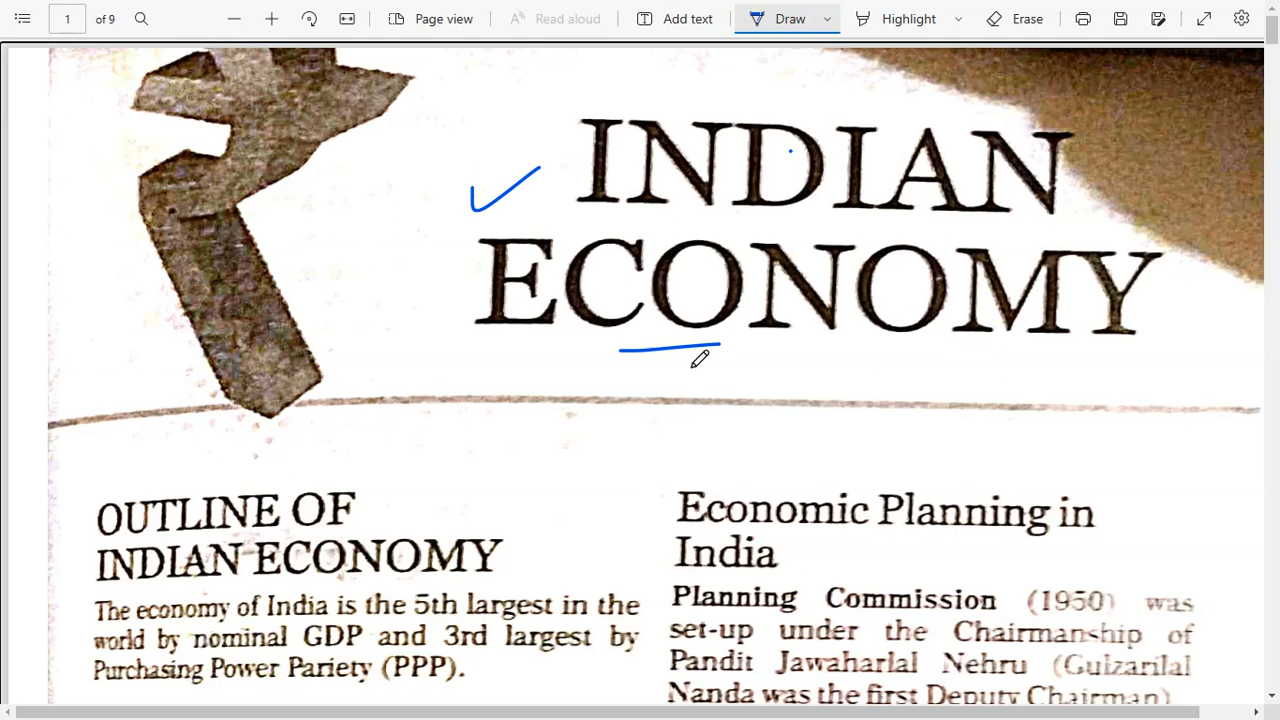 1 of 9 Page view Read aloud Add text Draw Highlight Erase
INDIAN
ECONOMY
OUTLINE OF
INDIAN ECONOMY
The economy of India is the 5th largest in the
world by nominal GDP and 3rd largest by
Purchasing Power Pariety (PPP).
Economic Planning in
India
Planning Commission (1950) was
set-up under the Chairmanship of
Pandit Jawaharlal Nehru (Gulzarilal
Nanda was the first Deputy Chairman)